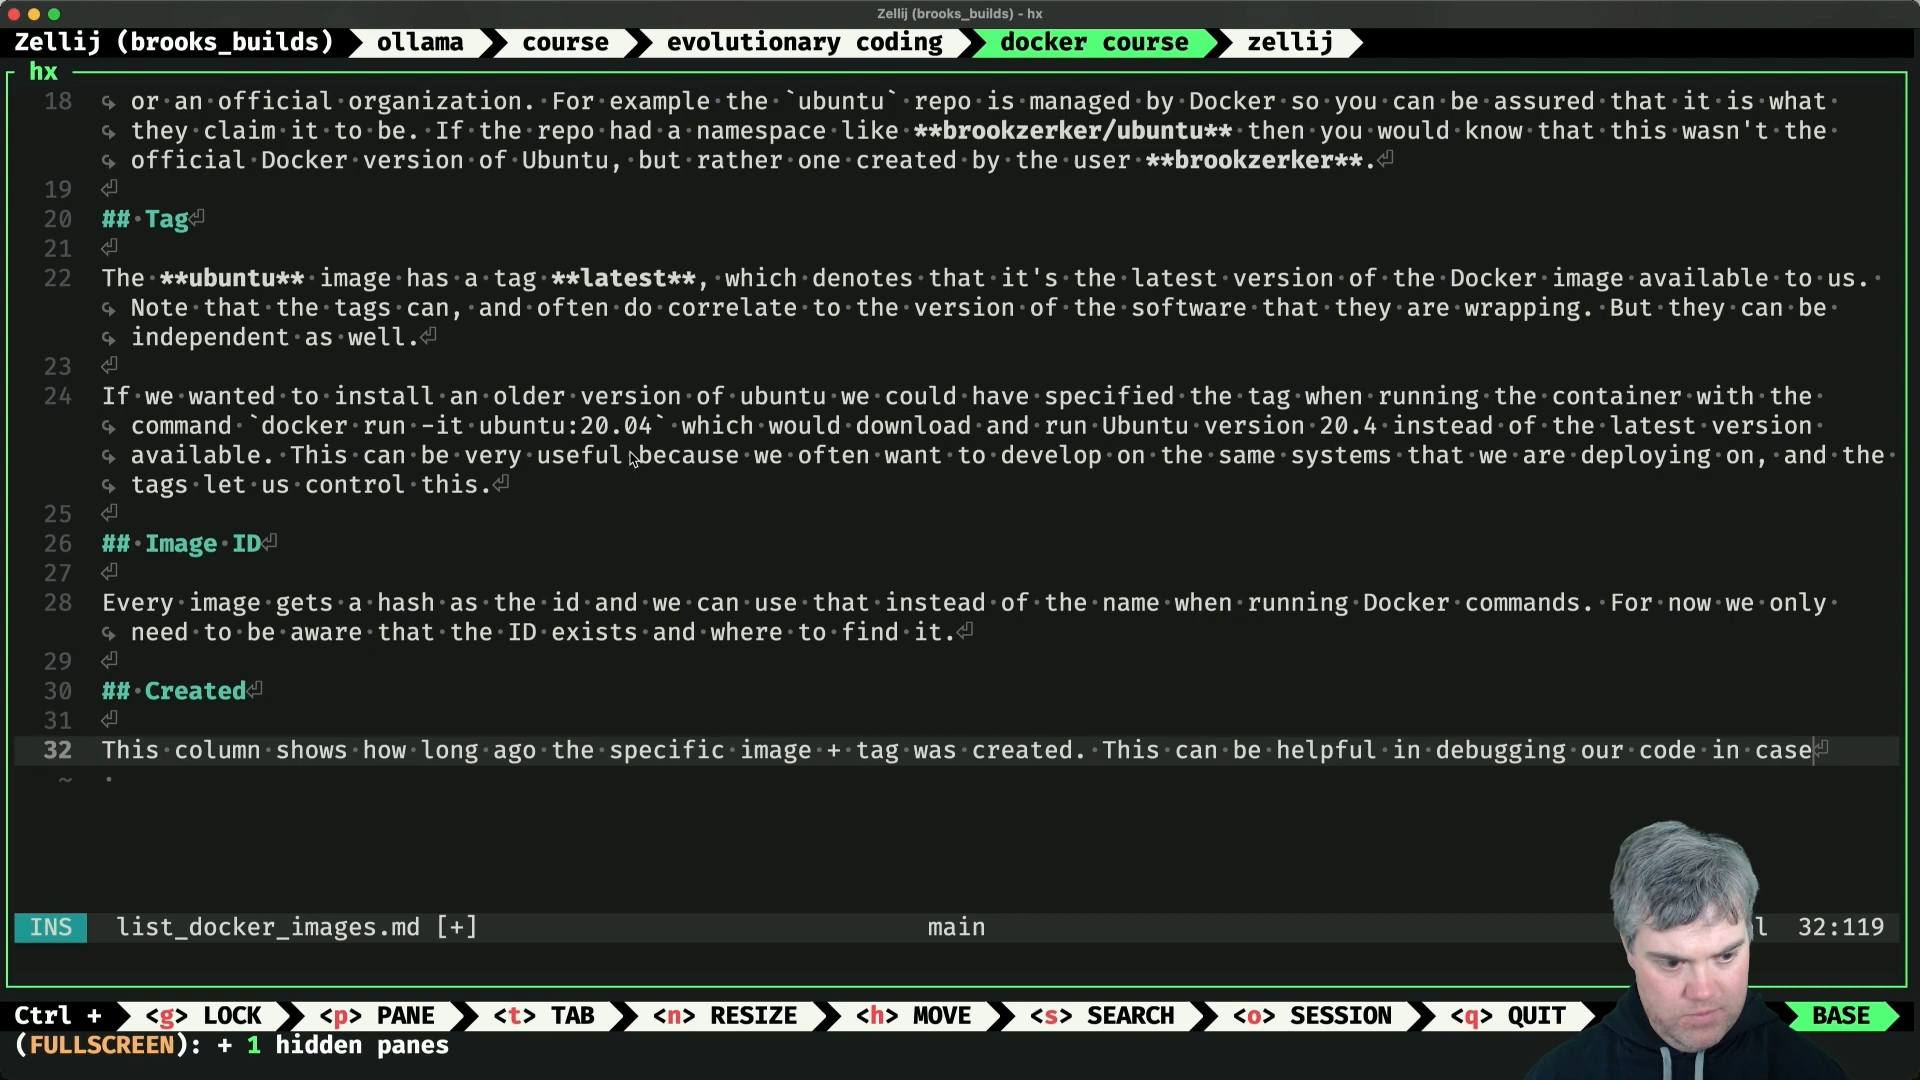 Zellij (brooks_builds) - hx
Zellij (brooks_builds) ollama course evolutionary coding docker course zellij
hx
18 or an official organization. For example the `ubuntu` repo is managed by Docker so you can be assured that it is what
they claim it to be. If the repo had a namespace like **brookzerker/ubuntu** then you would know that this wasn't the
official Docker version of Ubuntu, but rather one created by the user **brookzerker**.
19
20 ## Tag
21
22 The **ubuntu** image has a tag **latest**, which denotes that it's the latest version of the Docker image available to us.
Note that the tags can, and often do correlate to the version of the software that they are wrapping. But they can be
independent as well.
23
24 If we wanted to install an older version of ubuntu we could have specified the tag when running the container with the
command `docker run -it ubuntu:20.04` which would download and run Ubuntu version 20.4 instead of the latest version
available. This can be very useful because we often want to develop on the same systems that we are deploying on, and the
tags let us control this.
25
26 ## Image ID
27
28 Every image gets a hash as the id and we can use that instead of the name when running Docker commands. For now we only
need to be aware that the ID exists and where to find it.
29
30 ## Created
31
32 This column shows how long ago the specific image + tag was created. This can be helpful in debugging our code in case
~
INS list_docker_images.md [+] main 32:119
Ctrl + <g> LOCK <p> PANE <t> TAB <n> RESIZE <h> MOVE <s> SEARCH <o> SESSION <q> QUIT BASE
(FULLSCREEN): + 1 hidden panes